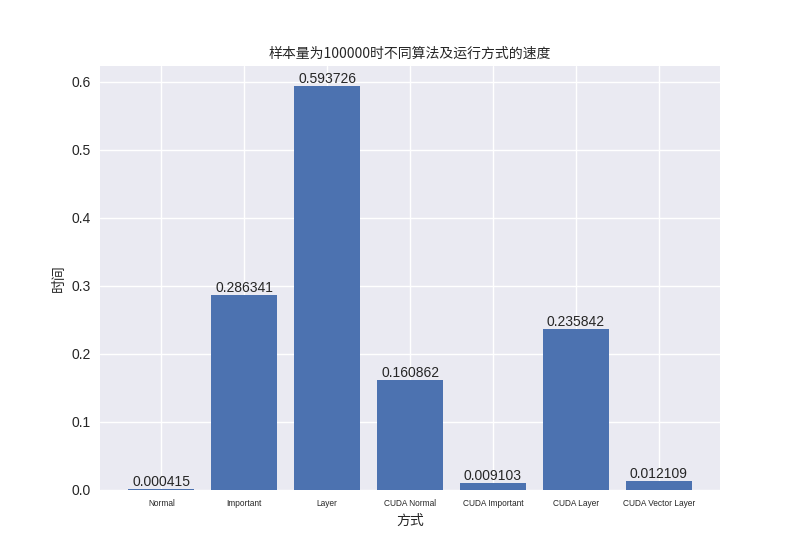 样本量为100000时不同算法及运行方式的速度
0.6
0.5
0.4
0.3
0.2
0.1
0.0
时间
0.000415
0.286341
0.593726
0.160862
0.009103
0.235842
0.012109
Normal
Important
Layer
CUDA Normal
CUDA Important
CUDA Layer
CUDA Vector Layer
方式